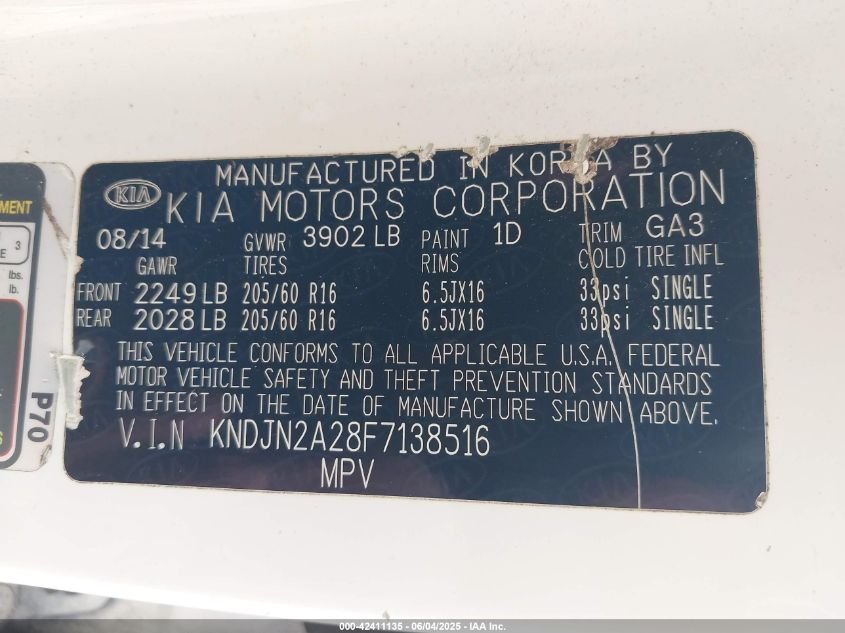 MANUFACTURED IN KOREA BY
KIA KIA MOTORS CORPORATION
08/14 GVWR 3902 LB PAINT 1D TRIM GA3
GAWR TIRES RIMS COLD TIRE INFL
FRONT 2249 LB 205/60 R16 6.5JX16 33psi SINGLE
REAR 2028 LB 205/60 R16 6.5JX16 33psi SINGLE
THIS VEHICLE CONFORMS TO ALL APPLICABLE U.S.A. FEDERAL
MOTOR VEHICLE SAFETY AND THEFT PREVENTION STANDARDS
IN EFFECT ON THE DATE OF MANUFACTURE SHOWN ABOVE.
V.I.N KNDJN2A28F7138516
MPV
3
lbs.
lb.
P70
000-42411135 - 06/04/2025 - IAA Inc.